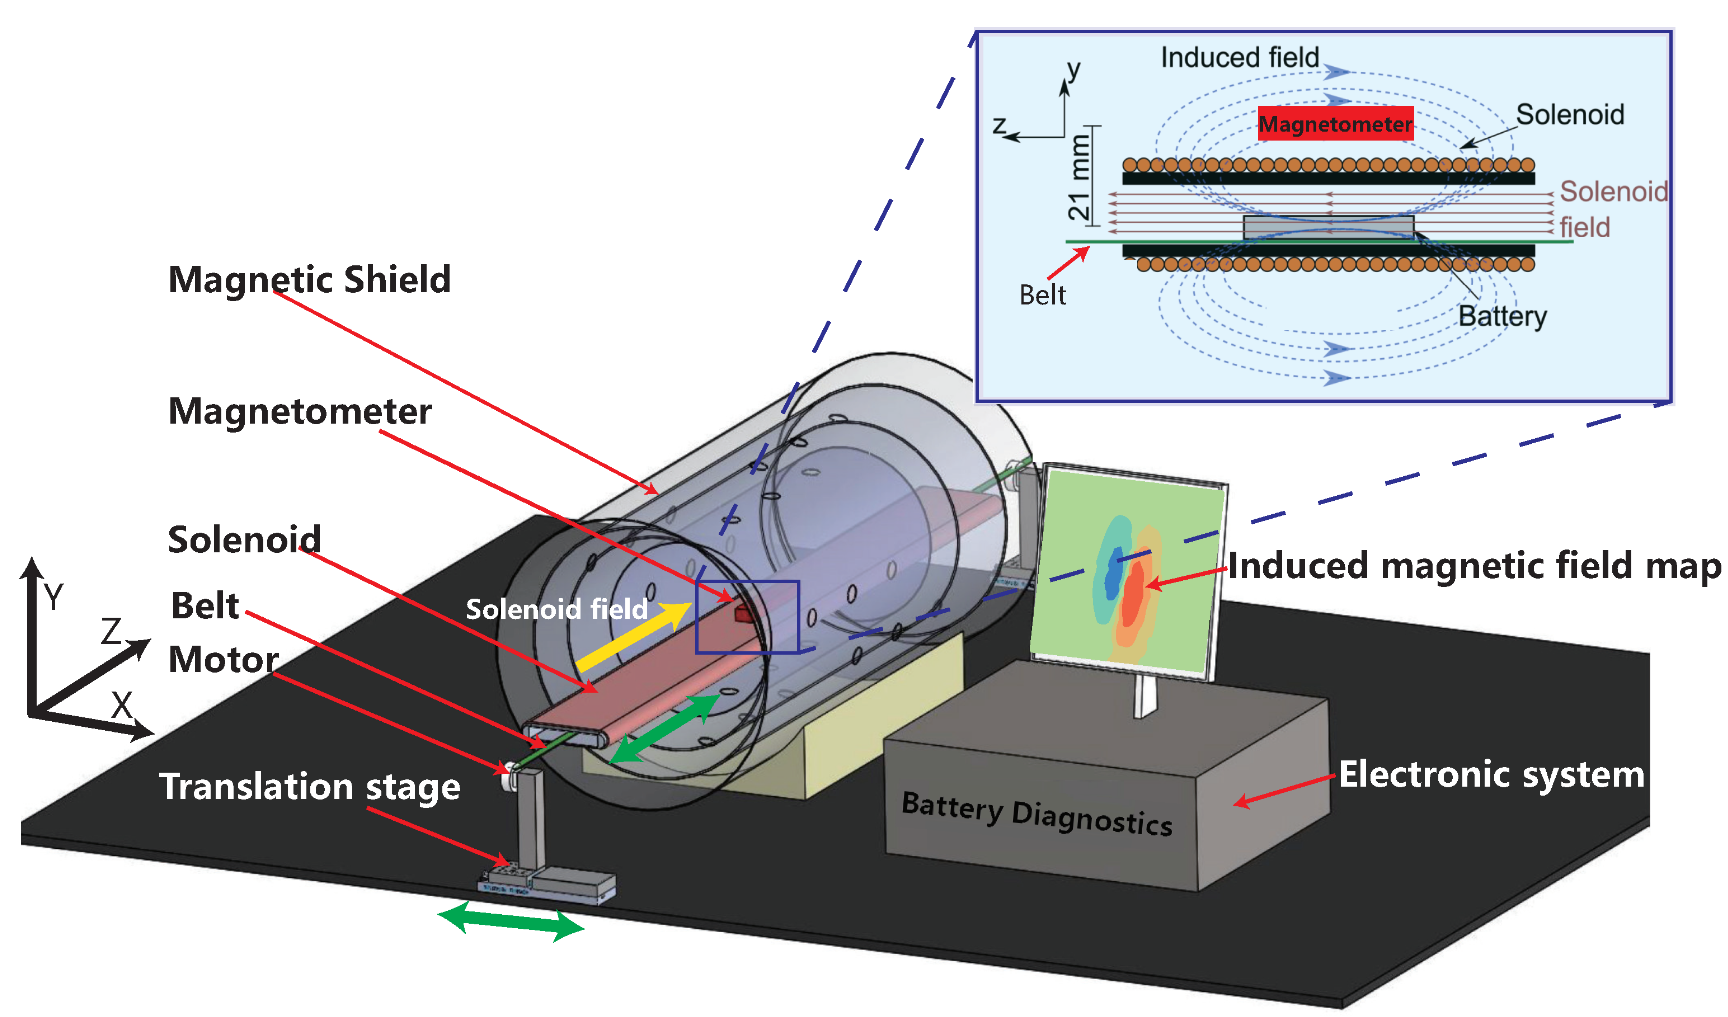 Induced field
y
Magnetometer
Solenoid
z
21 mm
Solenoid
field
Belt
Battery
Magnetic Shield
Magnetometer
Solenoid
Solenoid field
Belt
Motor
Y
Z
X
Translation stage
Induced magnetic field map
Electronic system
Battery Diagnostics